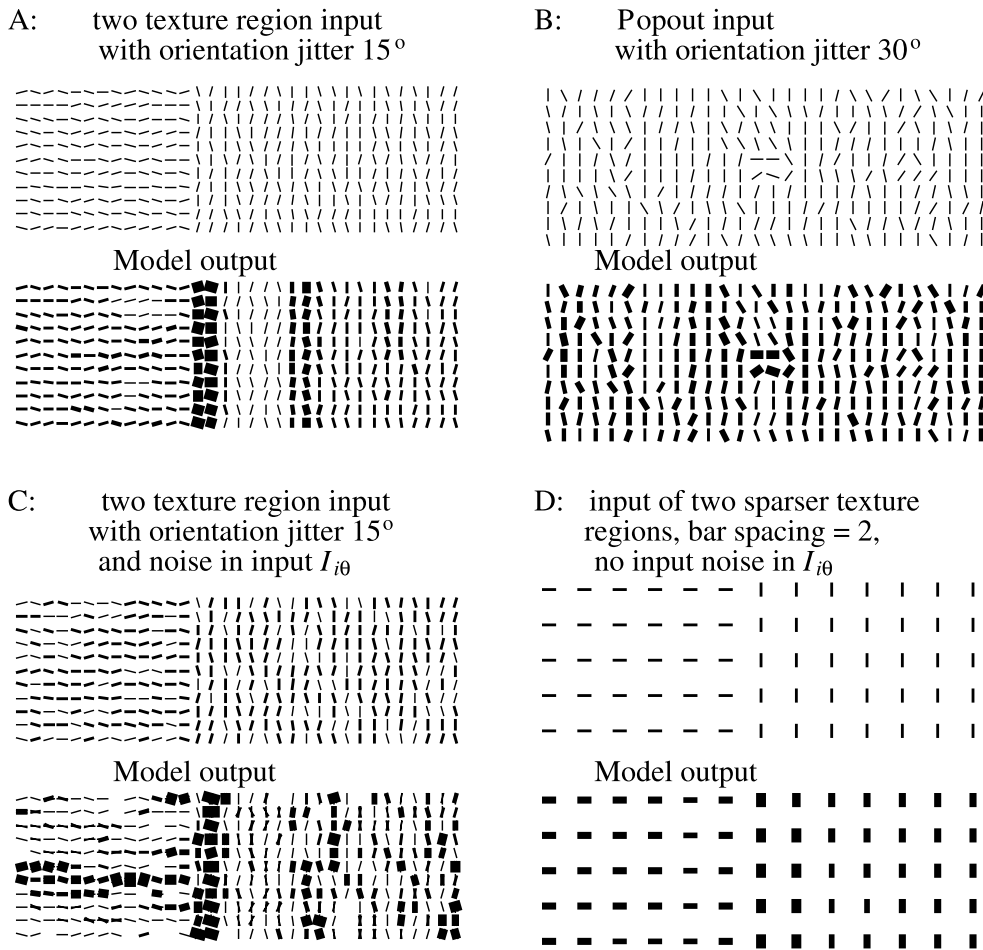 A: two texture region input
with orientation jitter 15°
Model output
B: Popout input
with orientation jitter 30°
Model output
C: two texture region input
with orientation jitter 15°
and noise in input Iiθ
Model output
D: input of two sparser texture
regions, bar spacing = 2,
no input noise in Iiθ
Model output